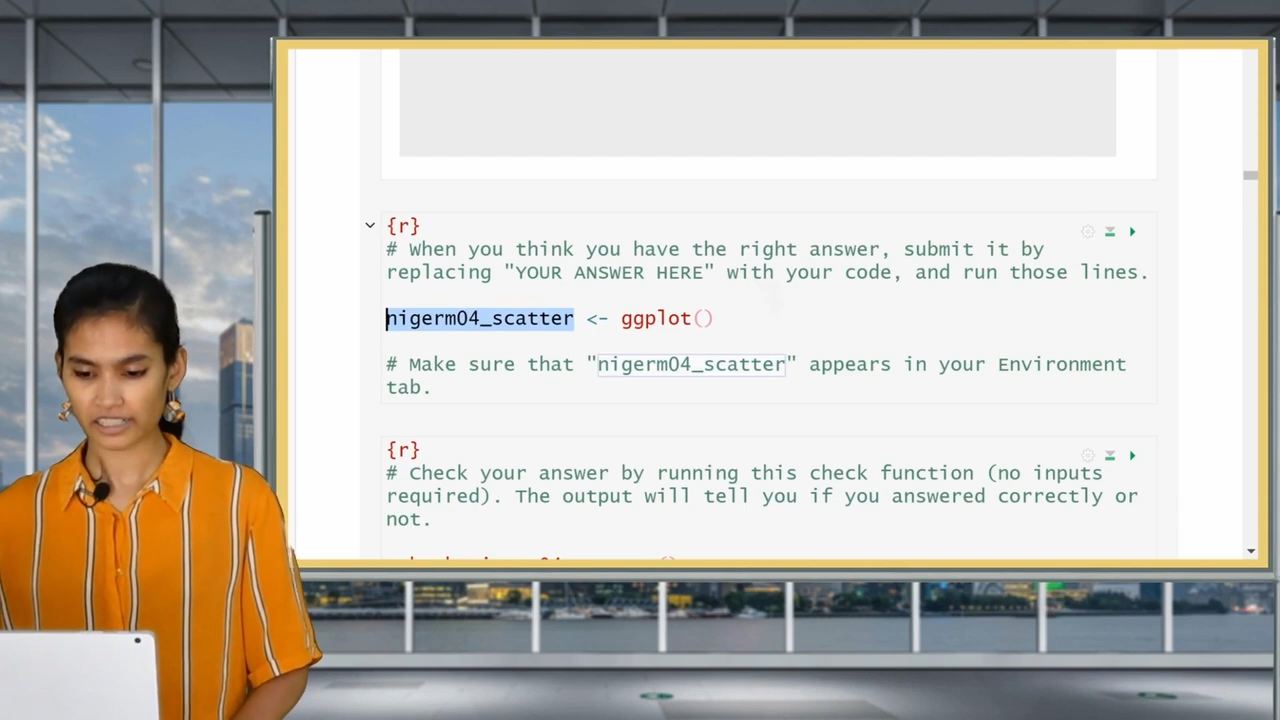 {r}
# When you think you have the right answer, submit it by
replacing "YOUR ANSWER HERE" with your code, and run those lines.
nigerm04_scatter <- ggplot()
# Make sure that "nigerm04_scatter" appears in your Environment
tab.
{r}
# Check your answer by running this check function (no inputs
required). The output will tell you if you answered correctly or
not.